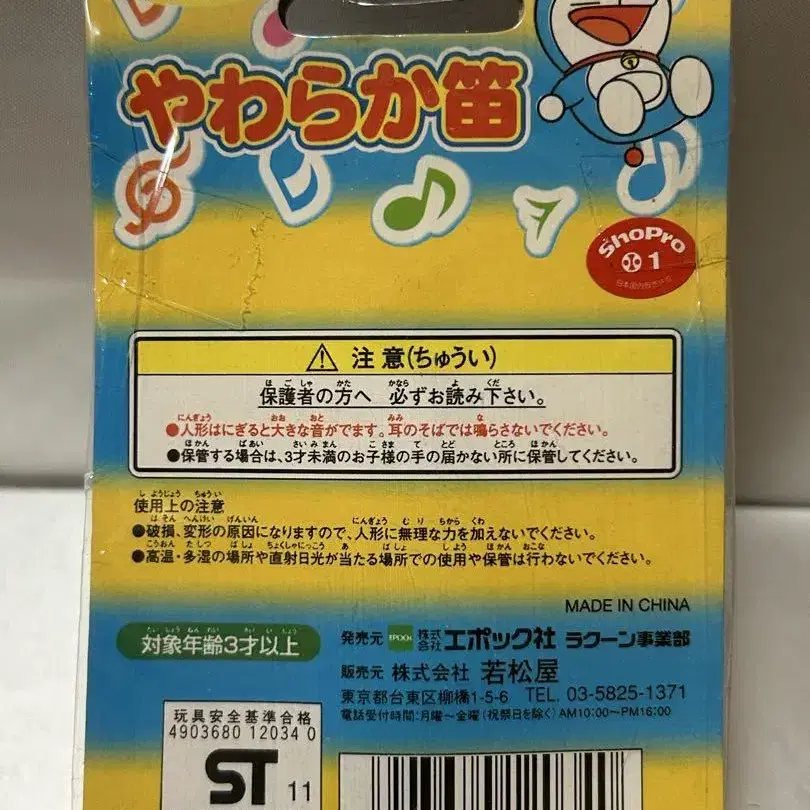 やわらか笛
ShoPro
1
注意(ちゅうい)
保護者の方へ 必ずお読み下さい。
●人形はにぎると大きな音がでます。耳のそばでは鳴らさないでください。
●保管する場合は、3才未満のお子様の手の届かない所に保管してください。
使用上の注意
●破損、変形の原因になりますので、人形に無理な力を加えないでください。
●高温・多湿の場所や直射日光が当たる場所での使用や保管は行わないでください。
MADE IN CHINA
対象年齢3才以上
発売元 EPOCH 株式会社 エポック社 ラクーン事業部
販売元 株式会社 若松屋
東京都台東区柳橋1-5-6 TEL. 03-5825-1371
電話受付時間:月曜~金曜(祝祭日を除く)AM10:00~PM16:00
玩具安全基準合格
4903680 12034 0
ST 11